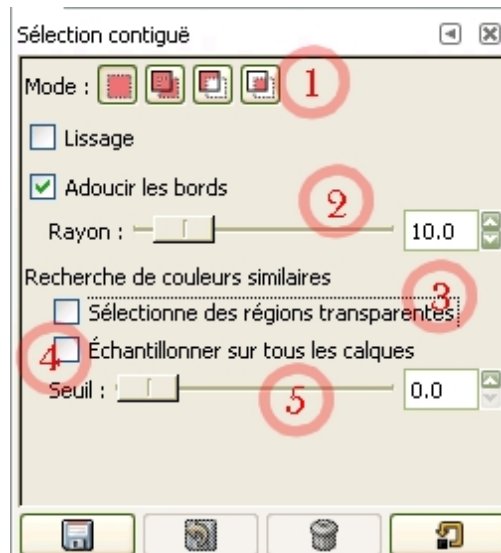 Sélection contiguë
Mode : 1
Lissage
Adoucir les bords
2
Rayon : 10.0
Recherche de couleurs similaires
3
Sélectionne des régions transparentes
4
Échantillonner sur tous les calques
Seuil : 5 0.0